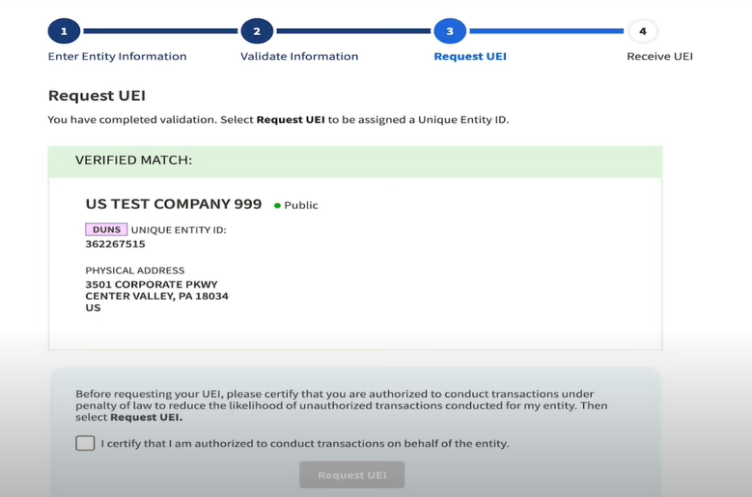 1 2 3 4
Enter Entity Information Validate Information Request UEI Receive UEI
Request UEI
You have completed validation. Select Request UEI to be assigned a Unique Entity ID.
VERIFIED MATCH:
US TEST COMPANY 999 Public
DUNS UNIQUE ENTITY ID:
362267515
PHYSICAL ADDRESS
3501 CORPORATE PKWY
CENTER VALLEY, PA 18034
US
Before requesting your UEI, please certify that you are authorized to conduct transactions under
penalty of law to reduce the likelihood of unauthorized transactions conducted for my entity. Then
select Request UEI.
I certify that I am authorized to conduct transactions on behalf of the entity.
Request UEI